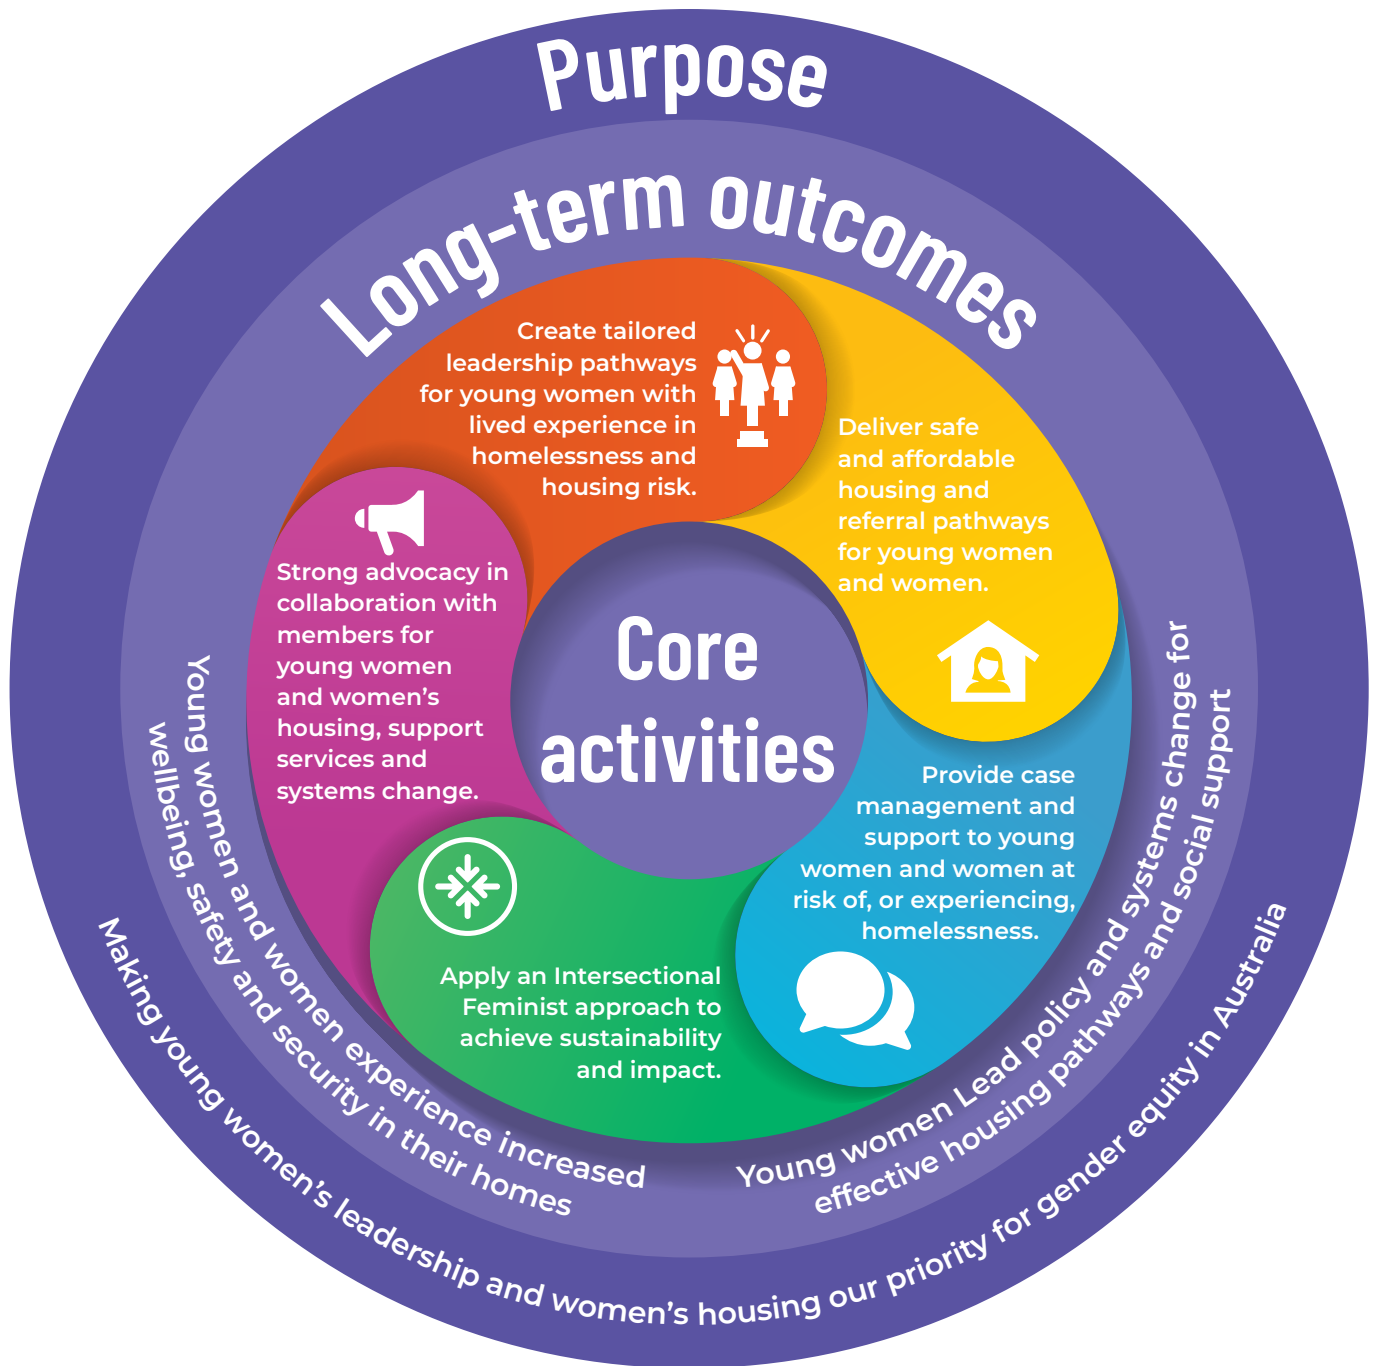 Purpose
Long-term outcomes
Create tailored
leadership pathways
for young women with
lived experience in
homelessness and
housing risk.
Deliver safe
and affordable
housing and
referral pathways
for young women
and women.
Provide case
management and
support to young
women and women at
risk of, or experiencing,
homelessness.
Apply an Intersectional
Feminist approach to
achieve sustainability
and impact.
Strong advocacy in
collaboration with
members for
young women
and women’s
housing, support
services and
systems change.
Core
activities
Young women and women experience increased
wellbeing, safety and security in their homes
Young women Lead policy and systems change for
effective housing pathways and social support
Making young women’s leadership and women’s housing our priority for gender equity in Australia